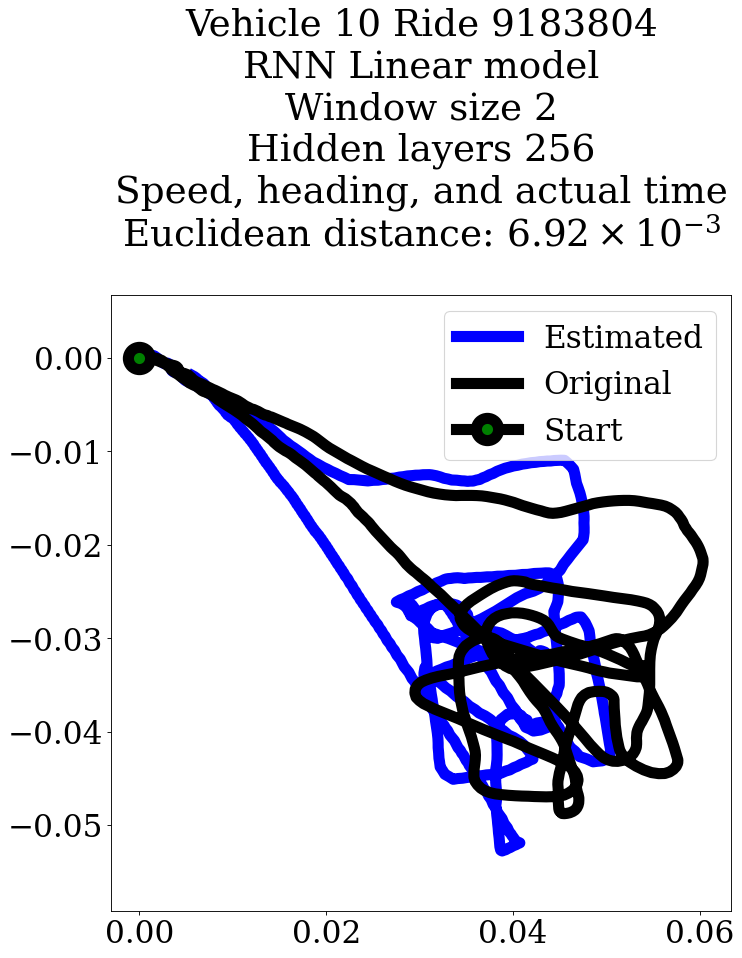 Vehicle 10 Ride 9183804
RNN Linear model
Window size 2
Hidden layers 256
Speed, heading, and actual time
Euclidean distance: 6.92 × 10⁻³
Estimated
Original
Start
0.00
−0.01
−0.02
−0.03
−0.04
−0.05
0.00 0.02 0.04 0.06